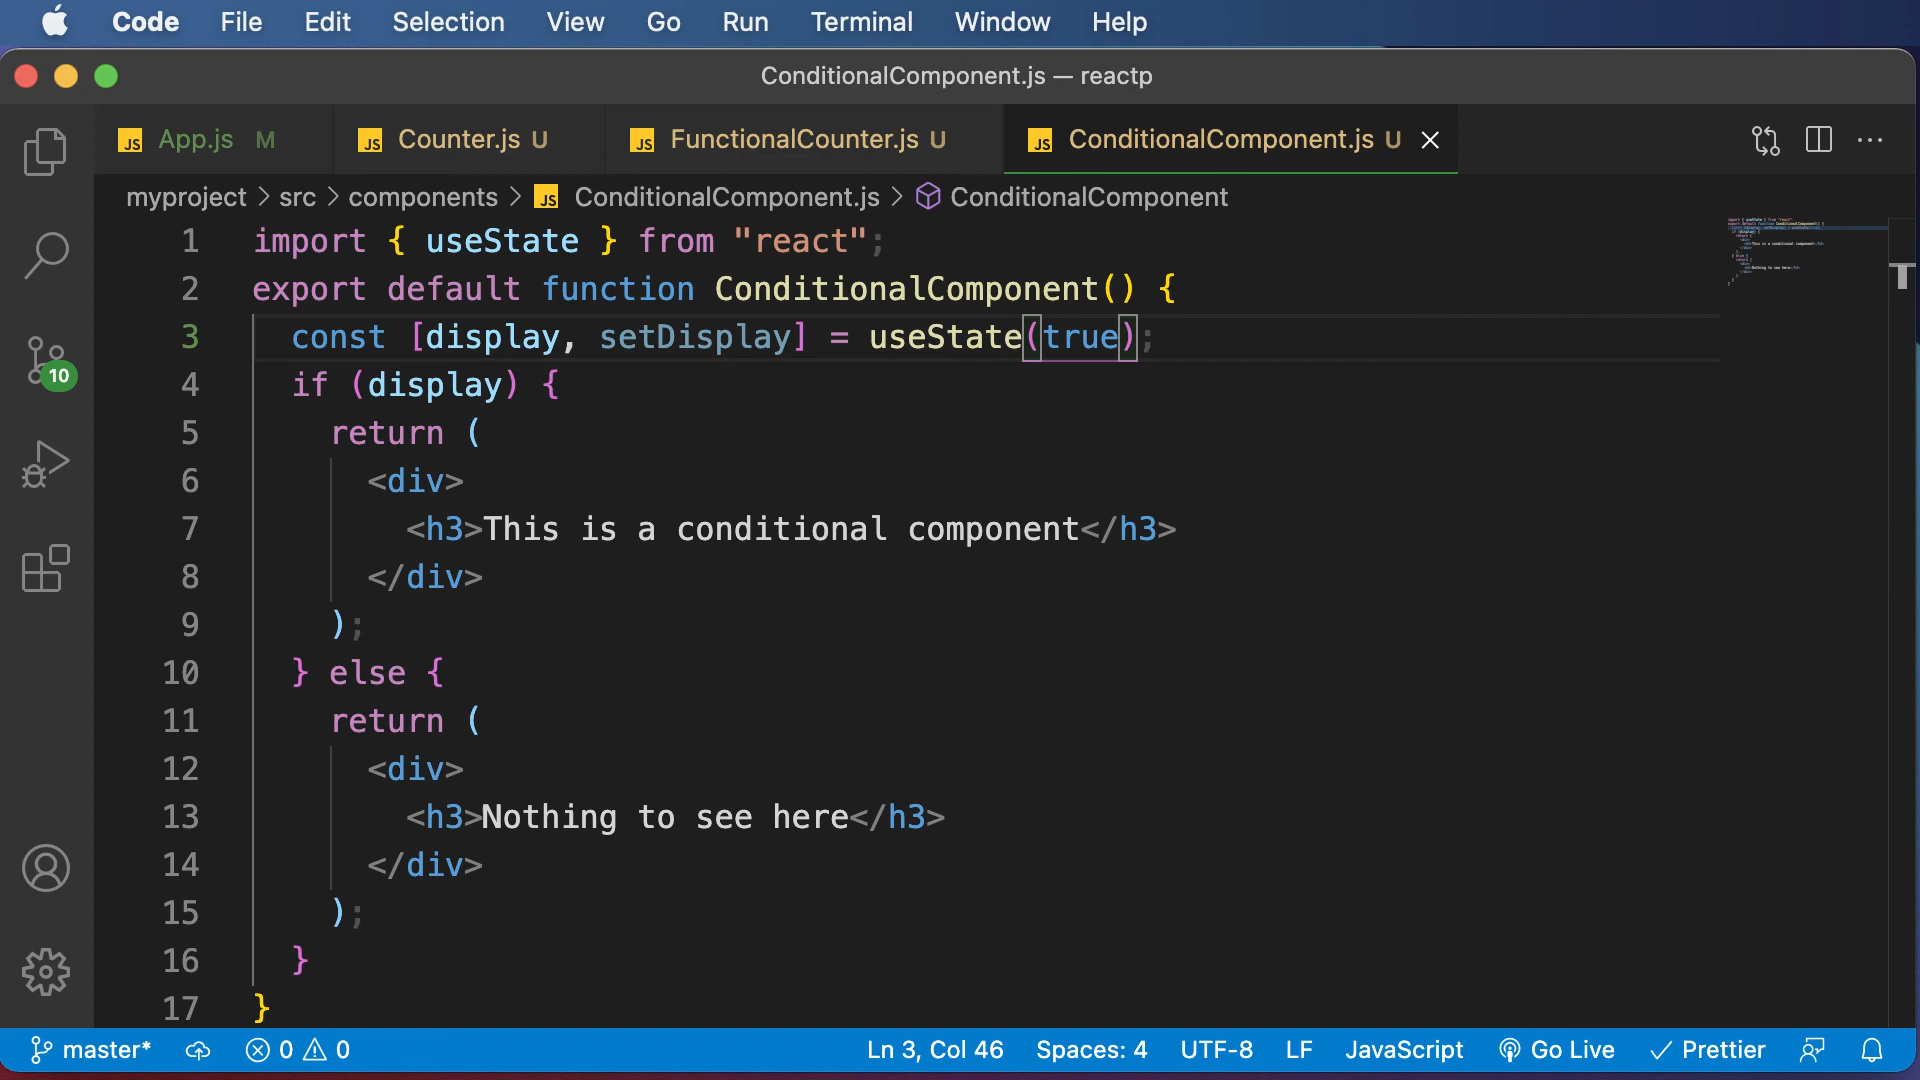 Code File Edit Selection View Go Run Terminal Window Help
ConditionalComponent.js — reactp
JS App.js M JS Counter.js U JS FunctionalCounter.js U JS ConditionalComponent.js U
myproject > src > components > JS ConditionalComponent.js > ConditionalComponent
1 import { useState } from "react";
2 export default function ConditionalComponent() {
3 const [display, setDisplay] = useState(true);
4 if (display) {
5 return (
6 <div>
7 <h3>This is a conditional component</h3>
8 </div>
9 );
10 } else {
11 return (
12 <div>
13 <h3>Nothing to see here</h3>
14 </div>
15 );
16 }
17 }
10
master* 0 0 Ln 3, Col 46 Spaces: 4 UTF-8 LF JavaScript Go Live Prettier